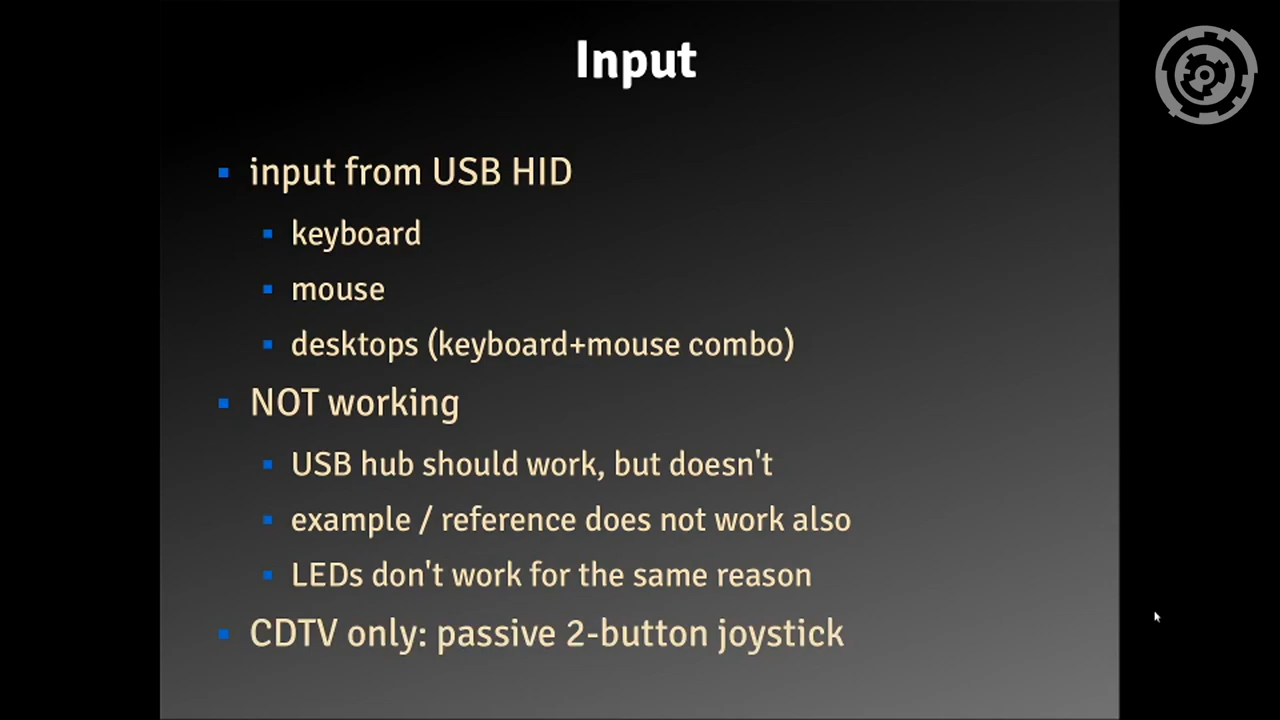 Input
input from USB HID
keyboard
mouse
desktops (keyboard+mouse combo)
NOT working
USB hub should work, but doesn't
example / reference does not work also
LEDs don't work for the same reason
CDTV only: passive 2-button joystick